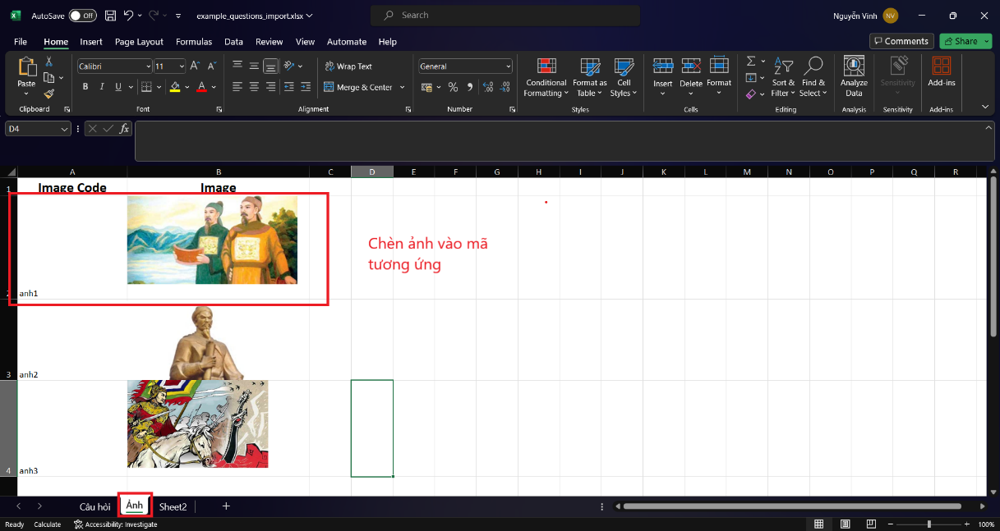 AutoSave Off example_questions_import.xlsx Search Nguyễn Vinh NV
File Home Insert Page Layout Formulas Data Review View Automate Help Comments Share
Paste Calibri 11 Wrap Text General Conditional Formatting Format as Table Cell Styles Insert Delete Format Sort & Filter Find & Select Analyze Data Sensitivity Add-ins
B I U A Merge & Center
Clipboard Font Alignment Number Styles Cells Editing Analysis Sensitivity Add-ins
D4 fx
A B C D E F G H I J K L M N O P Q R
1 Image Code Image
Chèn ảnh vào mã
tương ứng
2 anh1
3 anh2
4 anh3
Câu hỏi Ảnh Sheet2
Ready Calculate Accessibility: Investigate 100%